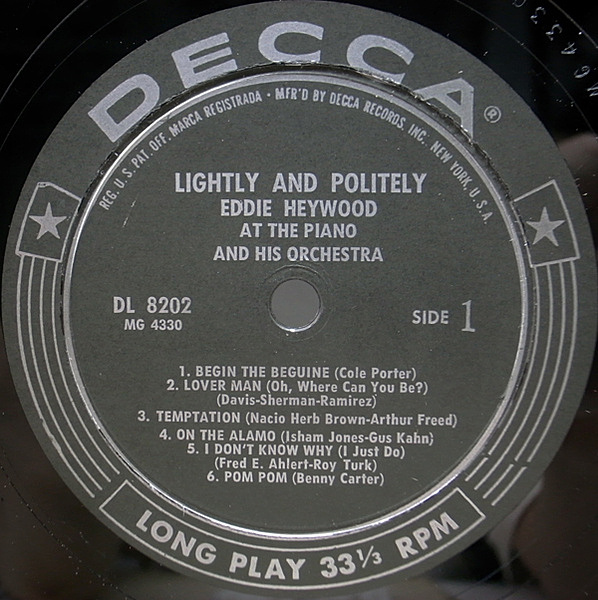 DECCA®
REG. U.S. PAT. OFF. MARCA REGISTRADA • MFR'D BY DECCA RECORDS, INC. NEW YORK, U.S.A.
LIGHTLY AND POLITELY
EDDIE HEYWOOD
AT THE PIANO
AND HIS ORCHESTRA
DL 8202
MG 4330
SIDE 1
1. BEGIN THE BEGUINE (Cole Porter)
2. LOVER MAN (Oh, Where Can You Be?)
(Davis-Sherman-Ramirez)
3. TEMPTATION (Nacio Herb Brown-Arthur Freed)
4. ON THE ALAMO (Isham Jones-Gus Kahn)
5. I DON'T KNOW WHY (I Just Do)
(Fred E. Ahlert-Roy Turk)
6. POM POM (Benny Carter)
LONG PLAY 33⅓ RPM